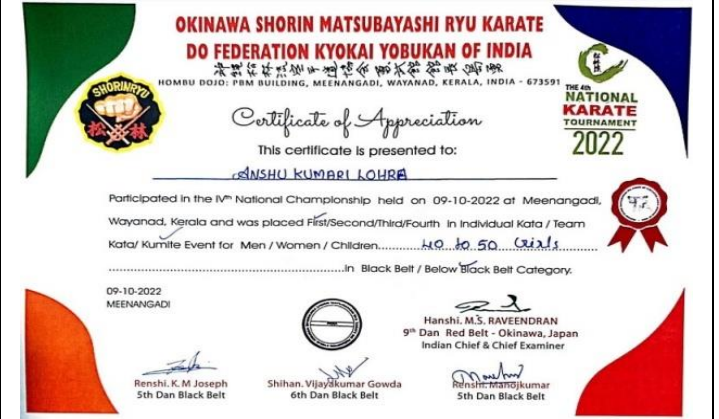 OKINAWA SHORIN MATSUBAYASHI RYU KARATE
DO FEDERATION KYOKAI YOBUKAN OF INDIA
HOMBU DOJO: PBM BUILDING, MEENANGADI, WAYANAD, KERALA, INDIA - 673591
SHORINRYU
松 林
THE 4th
NATIONAL
KARATE
TOURNAMENT
2022
Certificate of Appreciation
This certificate is presented to:
ANSHU KUMARI LOHRA
Participated in the IVth National Championship held on 09-10-2022 at Meenangadi,
Wayanad, Kerala and was placed First/Second/Third/Fourth in Individual Kata / Team
Kata/ Kumite Event for Men / Women / Children........ 40 to 50 Girls
..................................................................in Black Belt / Below Black Belt Category.
09-10-2022
MEENANGADI
Hanshi. M.S. RAVEENDRAN
9th Dan Red Belt - Okinawa, Japan
Indian Chief & Chief Examiner
Renshi. K. M Joseph
5th Dan Black Belt
Shihan. Vijayakumar Gowda
6th Dan Black Belt
Renshi. Manojkumar
5th Dan Black Belt